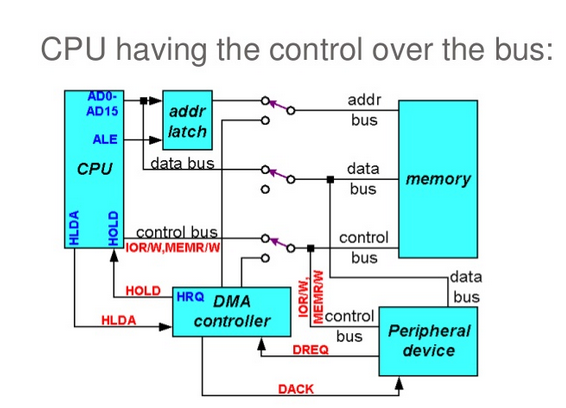 CPU having the control over the bus:
AD0-
AD15
ALE
CPU
HLDA
HOLD
addr
latch
data bus
control bus
IOR/W,MEMR/W
addr
bus
data
bus
control
bus
memory
HOLD
HLDA
HRQ
DMA
controller
IOR/W,
MEMR/W
control
bus
data
bus
Peripheral
device
DREQ
DACK